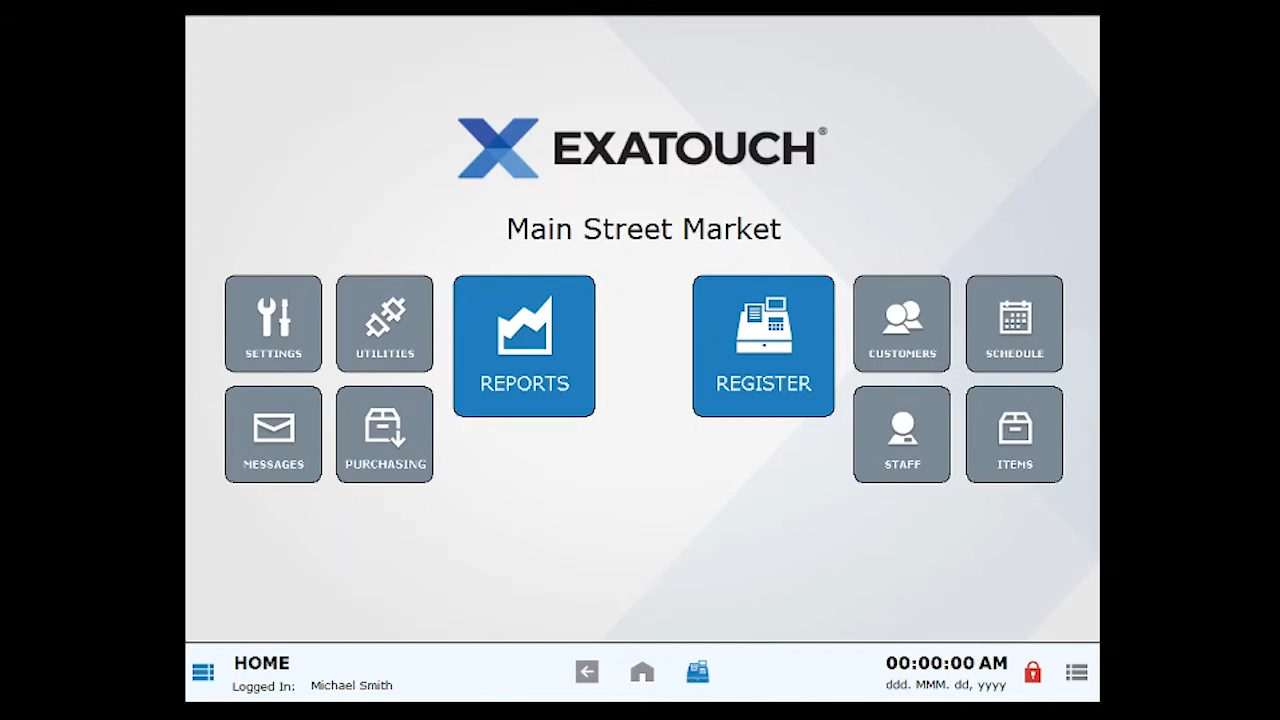 EXATOUCH®
Main Street Market
SETTINGS
UTILITIES
REPORTS
REGISTER
CUSTOMERS
SCHEDULE
MESSAGES
PURCHASING
STAFF
ITEMS
HOME
Logged In: Michael Smith
00:00:00 AM
ddd. MMM. dd, yyyy